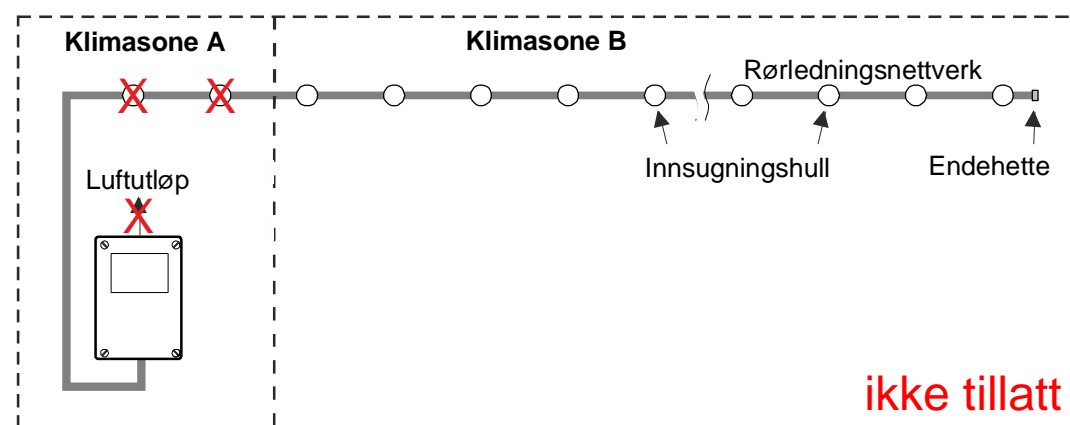 Klimasone A
Klimasone B
Rørledningsnettverk
Innsugningshull
Endehette
Luftutløp
ikke tillatt